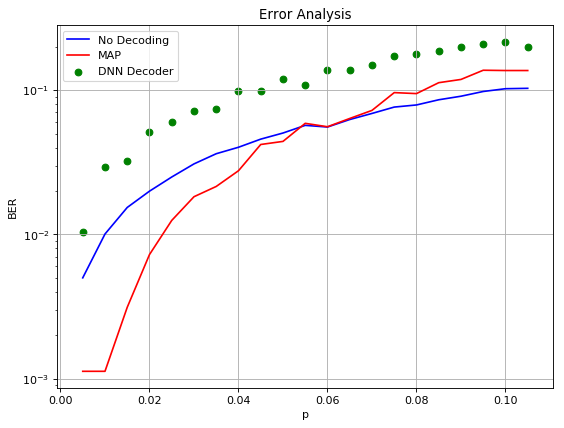 Error Analysis
No Decoding
MAP
DNN Decoder
10⁻¹
10⁻²
10⁻³
BER
0.00 0.02 0.04 0.06 0.08 0.10
p